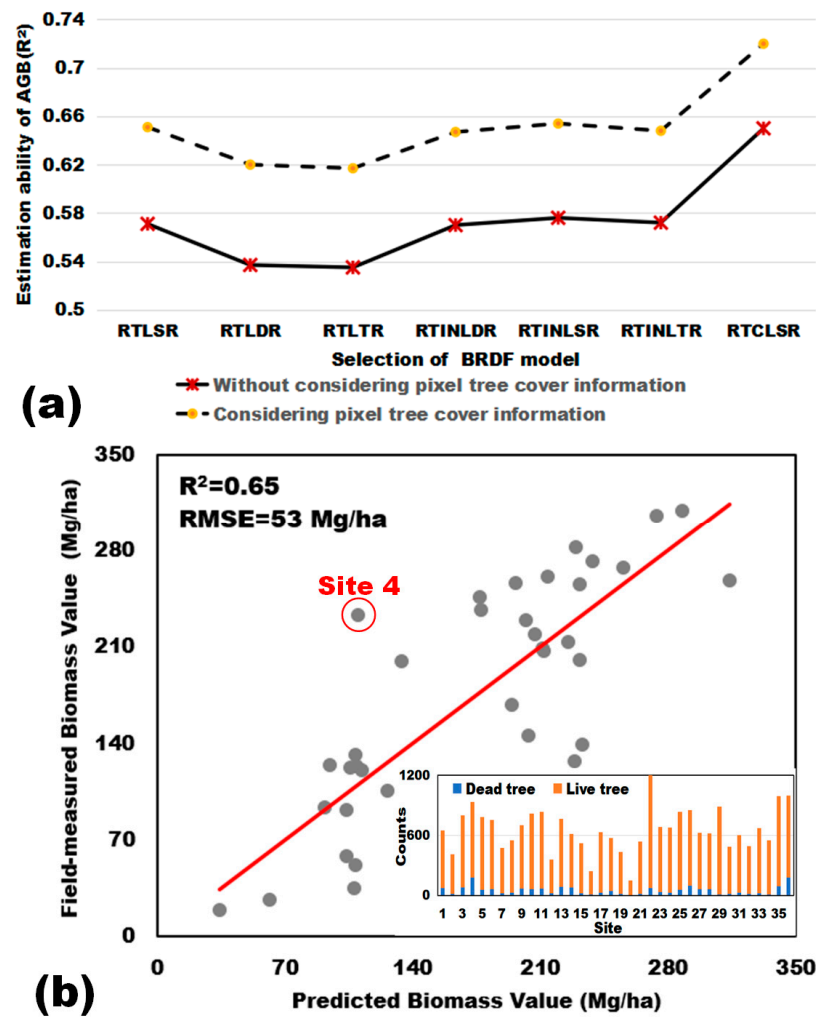 0.74
0.7
0.66
0.62
0.58
0.54
0.5
Estimation ability of AGB(R²)
RTLSR RTLDR RTLTR RTINLDR RTINLSR RTINLTR RTCLSR
Selection of BRDF model
Without considering pixel tree cover information
Considering pixel tree cover information
(a)
350
280
210
140
70
0
Field-measured Biomass Value (Mg/ha)
R²=0.65
RMSE=53 Mg/ha
Site 4
1200
600
0
Counts
Dead tree Live tree
1 3 5 7 9 11 13 15 17 19 21 23 25 27 29 31 33 35
Site
0 70 140 210 280 350
Predicted Biomass Value (Mg/ha)
(b)